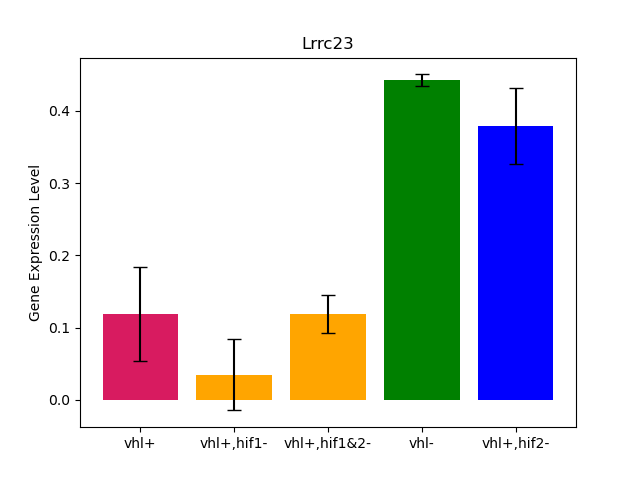 Lrrc23
Gene Expression Level
0.4
0.3
0.2
0.1
0.0
vhl+
vhl+,hif1-
vhl+,hif1&2-
vhl-
vhl+,hif2-